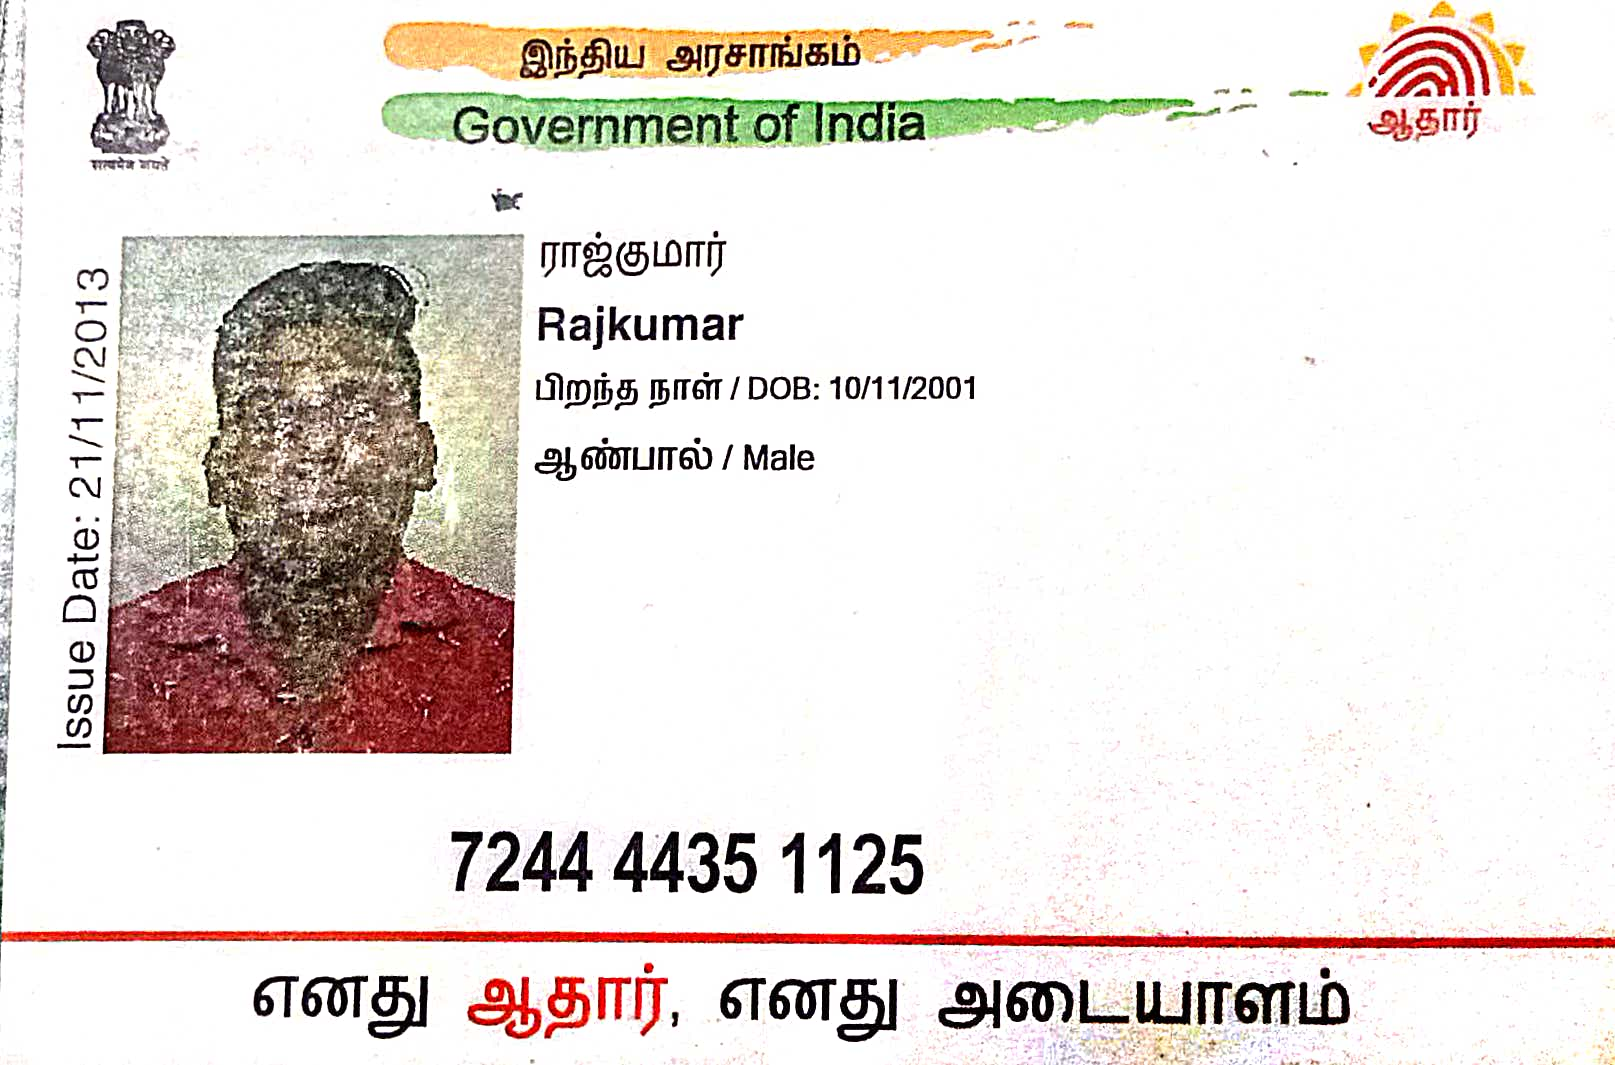 இந்திய அரசாங்கம்
Government of India
ஆதார்
सत्यमेव जयते
Issue Date: 21/11/2013
ராஜ்குமார்
Rajkumar
பிறந்த நாள் / DOB: 10/11/2001
ஆண்பால் / Male
7244 4435 1125
எனது ஆதார், எனது அடையாளம்